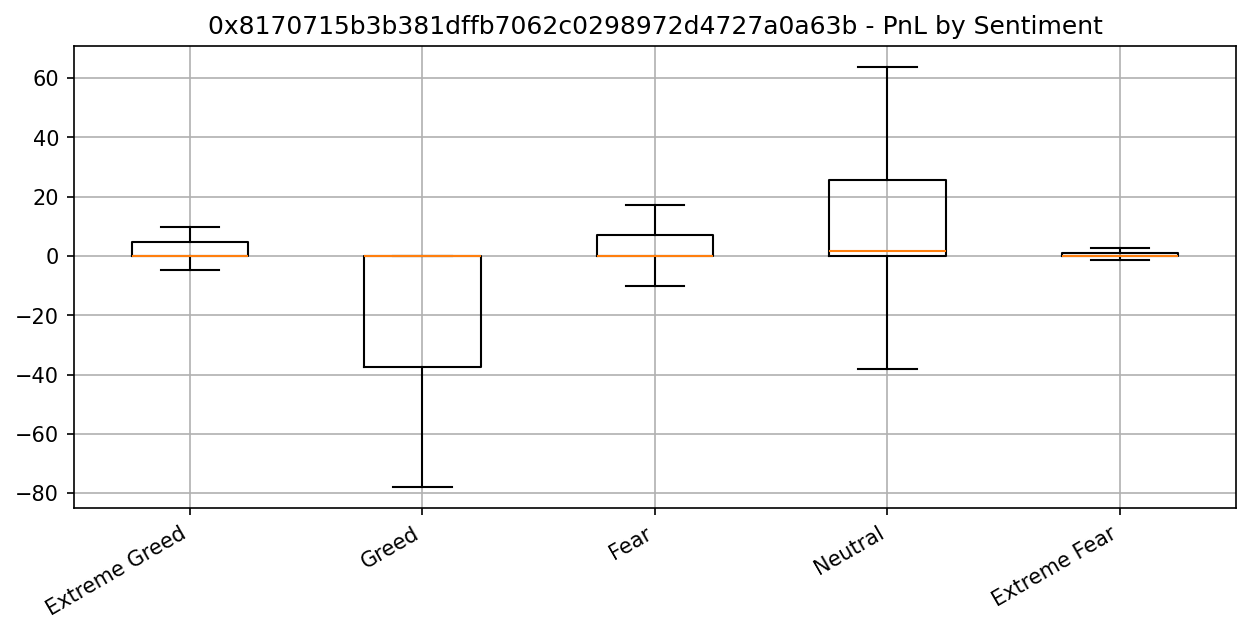 0x8170715b3b381dffb7062c0298972d4727a0a63b - PnL by Sentiment
60
40
20
0
−20
−40
−60
−80
Extreme Greed
Greed
Fear
Neutral
Extreme Fear